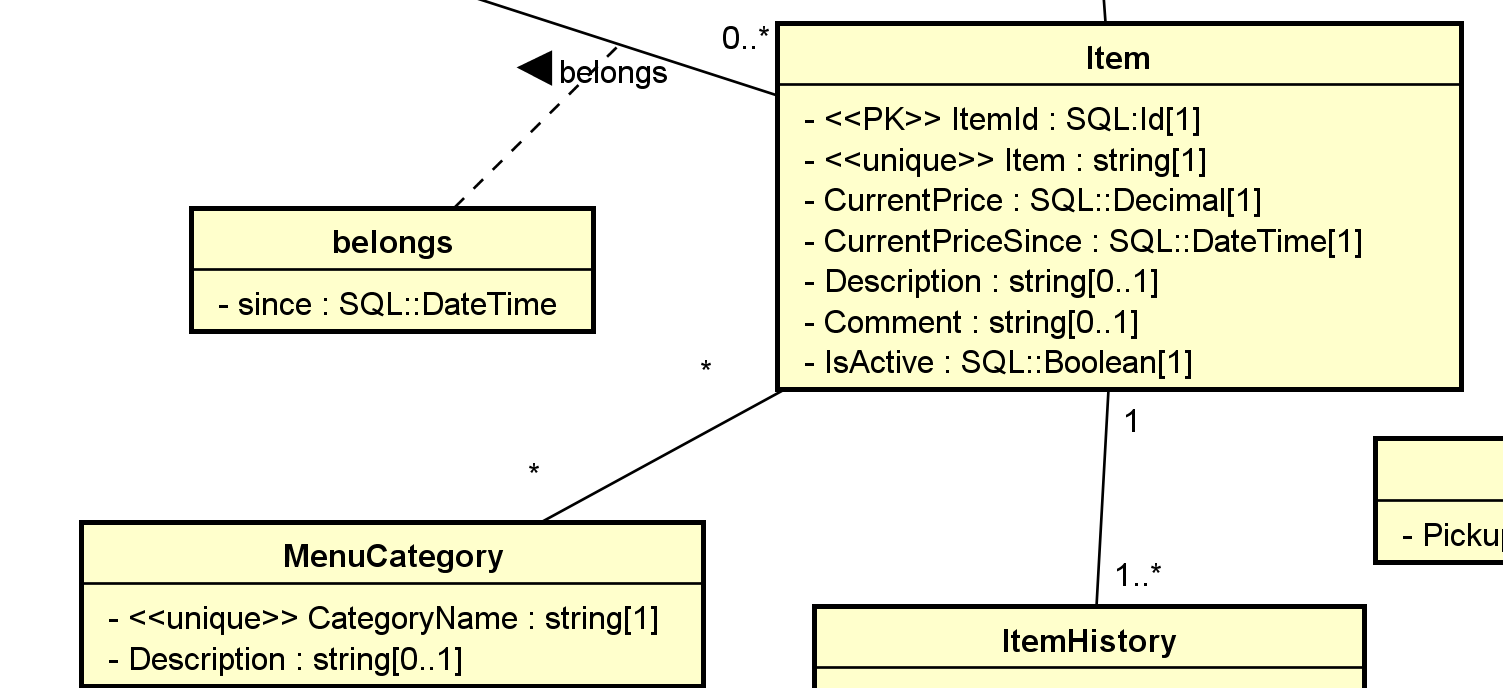 0..*
belongs
Item
- <<PK>> ItemId : SQL:Id[1]
- <<unique>> Item : string[1]
- CurrentPrice : SQL::Decimal[1]
- CurrentPriceSince : SQL::DateTime[1]
- Description : string[0..1]
- Comment : string[0..1]
- IsActive : SQL::Boolean[1]
belongs
- since : SQL::DateTime
*
*
1
1..*
MenuCategory
- <<unique>> CategoryName : string[1]
- Description : string[0..1]
ItemHistory
- Pickup